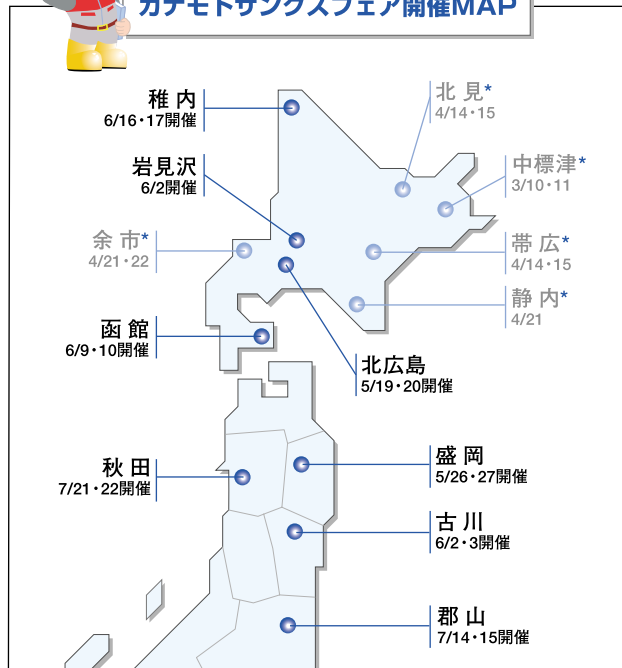 カナモトサンクスフェア開催MAP
稚内
6/16・17開催
北見*
4/14・15
岩見沢
6/2開催
中標津*
3/10・11
余市*
4/21・22
帯広*
4/14・15
静内*
4/21
函館
6/9・10開催
北広島
5/19・20開催
秋田
7/21・22開催
盛岡
5/26・27開催
古川
6/2・3開催
郡山
7/14・15開催